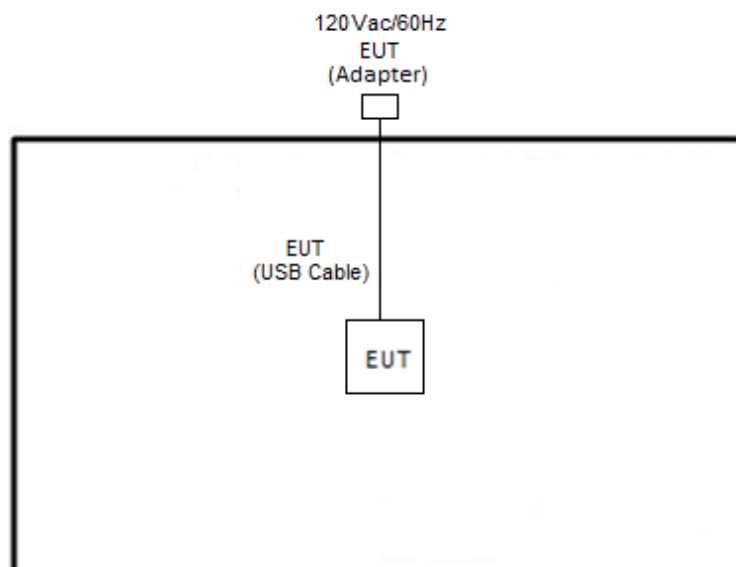 120Vac/60Hz
EUT
(Adapter)
EUT
(USB Cable)
EUT